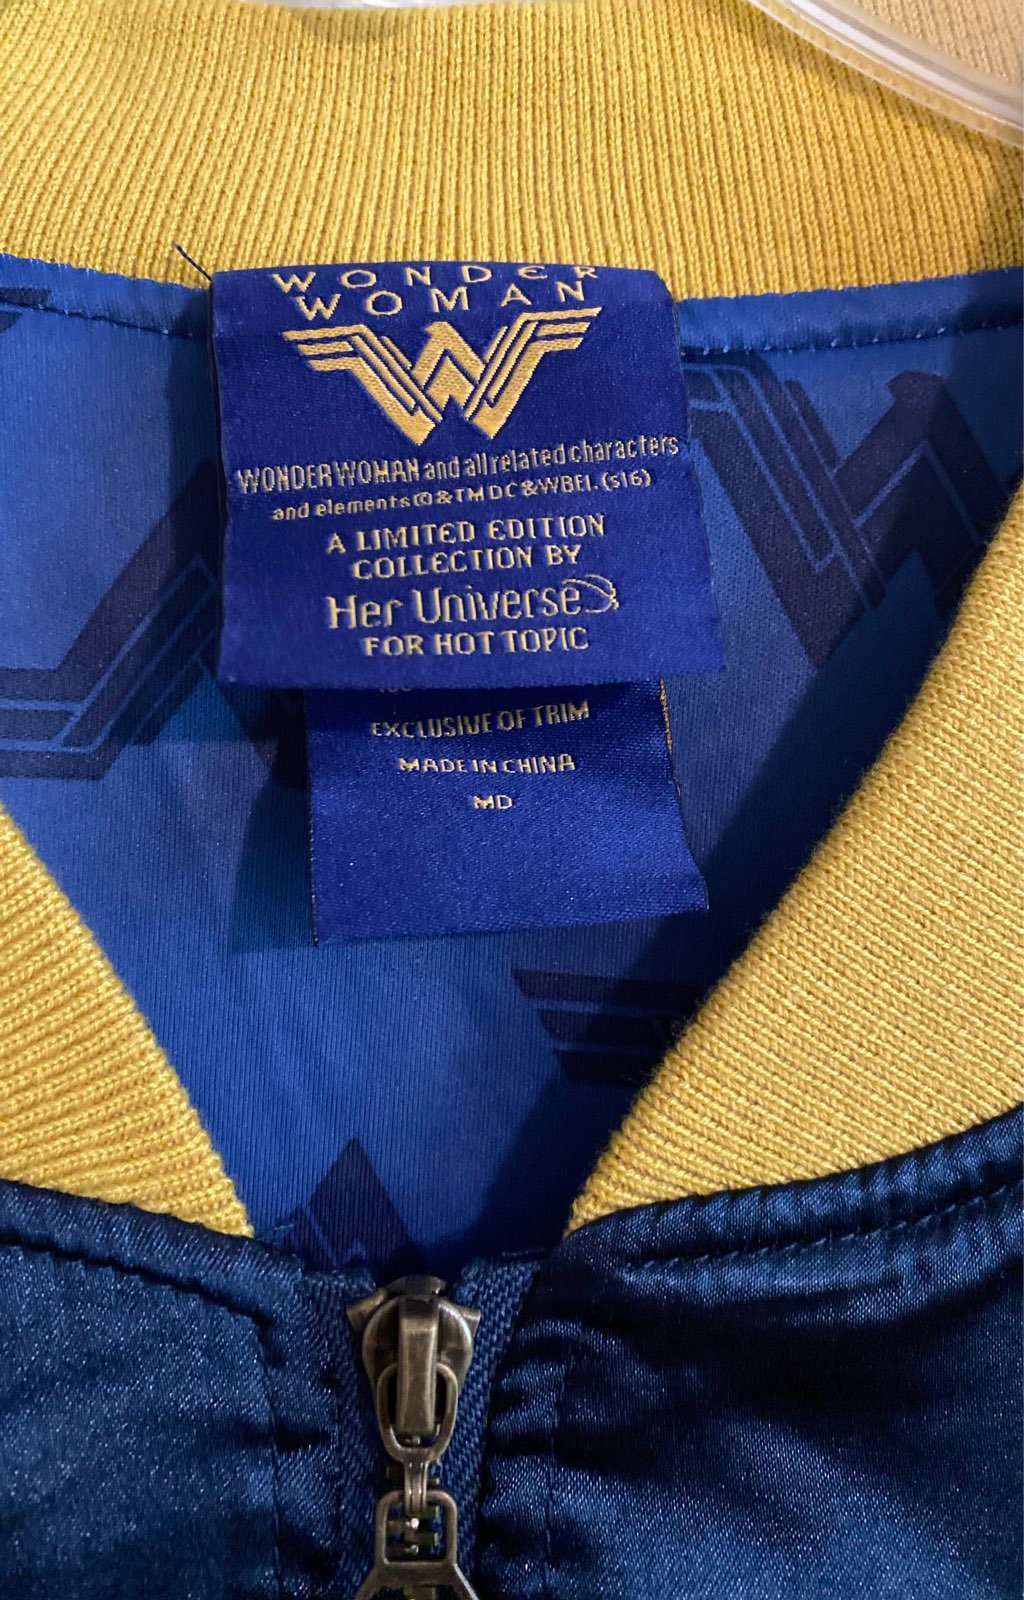 WONDER
WOMAN
WONDER WOMAN and all related characters
and elements © & TM DC & WBEI. (s16)
A LIMITED EDITION
COLLECTION BY
Her Universe
FOR HOT TOPIC
EXCLUSIVE OF TRIM
MADE IN CHINA
MD